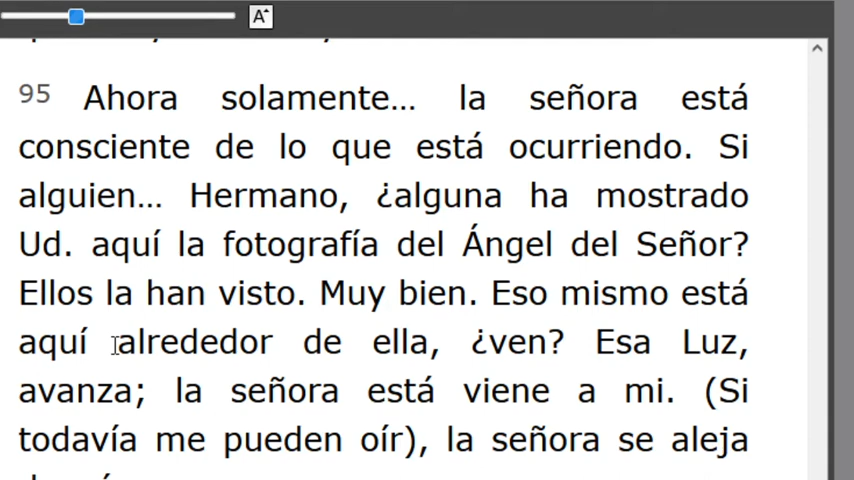 A
95 Ahora solamente... la señora está
consciente de lo que está ocurriendo. Si
alguien... Hermano, ¿alguna ha mostrado
Ud. aquí la fotografía del Ángel del Señor?
Ellos la han visto. Muy bien. Eso mismo está
aquí alrededor de ella, ¿ven? Esa Luz,
avanza; la señora está viene a mi. (Si
todavía me pueden oír), la señora se aleja